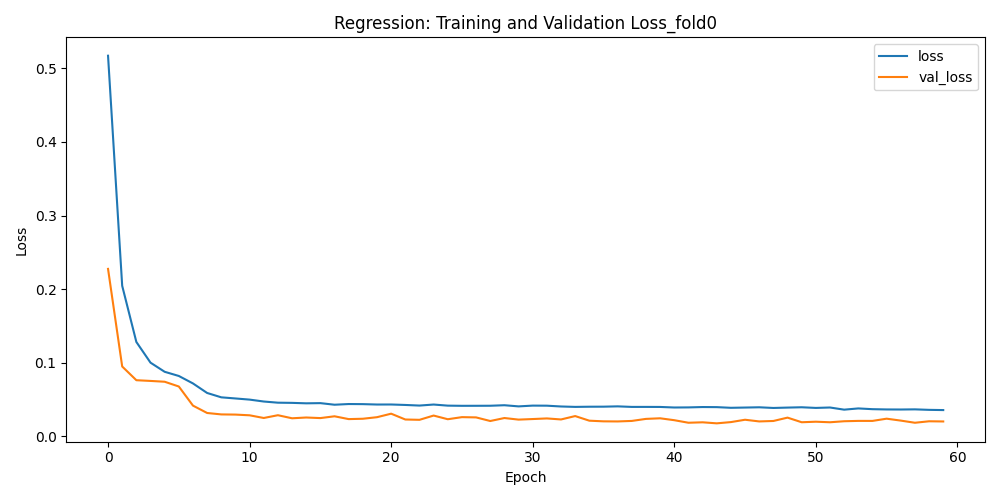 Regression: Training and Validation Loss_fold0
loss
val_loss
Loss
0.5
0.4
0.3
0.2
0.1
0.0
0 10 20 30 40 50 60
Epoch